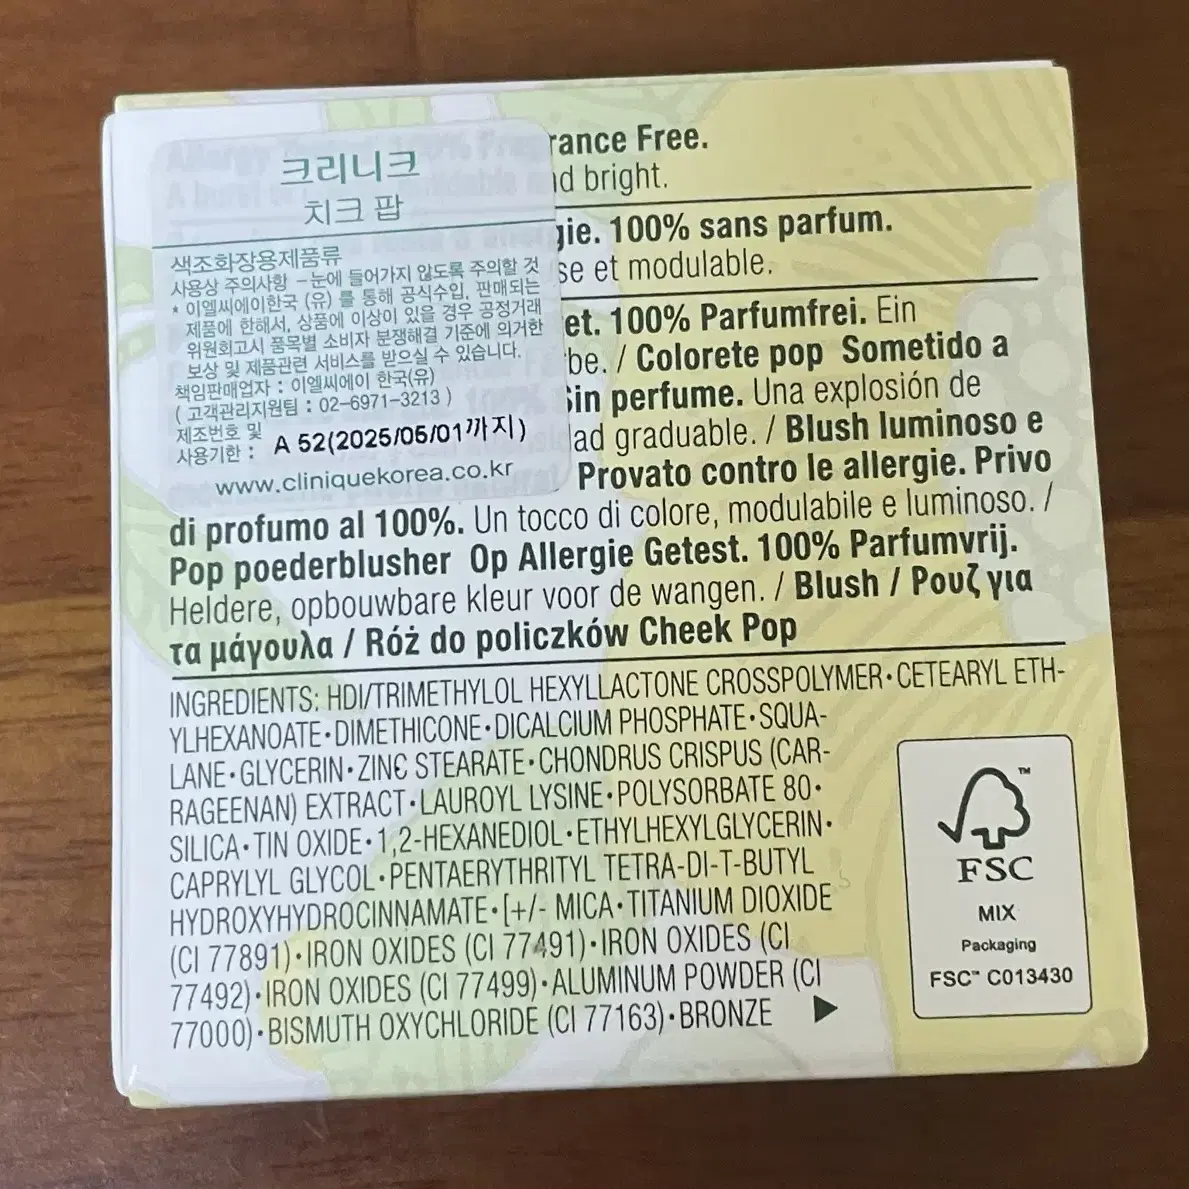 크리니크
치크 팝
색조화장용제품류
사용상 주의사항 – 눈에 들어가지 않도록 주의할 것
* 이엘씨에이한국 (유) 를 통해 공식수입, 판매되는
제품에 한해서, 상품에 이상이 있을 경우 공정거래
위원회고시 품목별 소비자 분쟁해결 기준에 의거한
보상 및 제품관련 서비스를 받으실 수 있습니다.
책임판매업자 : 이엘씨에이 한국(유)
( 고객관리지원팀 : 02-6971-3213 )
제조번호 및
사용기한 : A 52(2025/05/01까지)
www.cliniquekorea.co.kr
rance Free.
nd bright.
gie. 100% sans parfum.
se et modulable.
et. 100% Parfumfrei. Ein
be. / Colorete pop Sometido a
Sin perfume. Una explosión de
ad graduable. / Blush luminoso e
Provato contro le allergie. Privo
di profumo al 100%. Un tocco di colore, modulabile e luminoso. /
Pop poederblusher Op Allergie Getest. 100% Parfumvrij.
Heldere, opbouwbare kleur voor de wangen. / Blush / Ρουζ για
τα μάγουλα / Róż do policzków Cheek Pop
INGREDIENTS: HDI/TRIMETHYLOL HEXYLLACTONE CROSSPOLYMER•CETEARYL ETH-
YLHEXANOATE•DIMETHICONE•DICALCIUM PHOSPHATE•SQUA-
LANE•GLYCERIN•ZINC STEARATE•CHONDRUS CRISPUS (CAR-
RAGEENAN) EXTRACT•LAUROYL LYSINE•POLYSORBATE 80•
SILICA•TIN OXIDE•1,2-HEXANEDIOL•ETHYLHEXYLGLYCERIN•
CAPRYLYL GLYCOL•PENTAERYTHRITYL TETRA-DI-T-BUTYL
HYDROXYHYDROCINNAMATE•[+/- MICA•TITANIUM DIOXIDE
(CI 77891)•IRON OXIDES (CI 77491)•IRON OXIDES (CI
77492)•IRON OXIDES (CI 77499)•ALUMINUM POWDER (CI
77000)•BISMUTH OXYCHLORIDE (CI 77163)•BRONZE
FSC
MIX
Packaging
FSC™ C013430